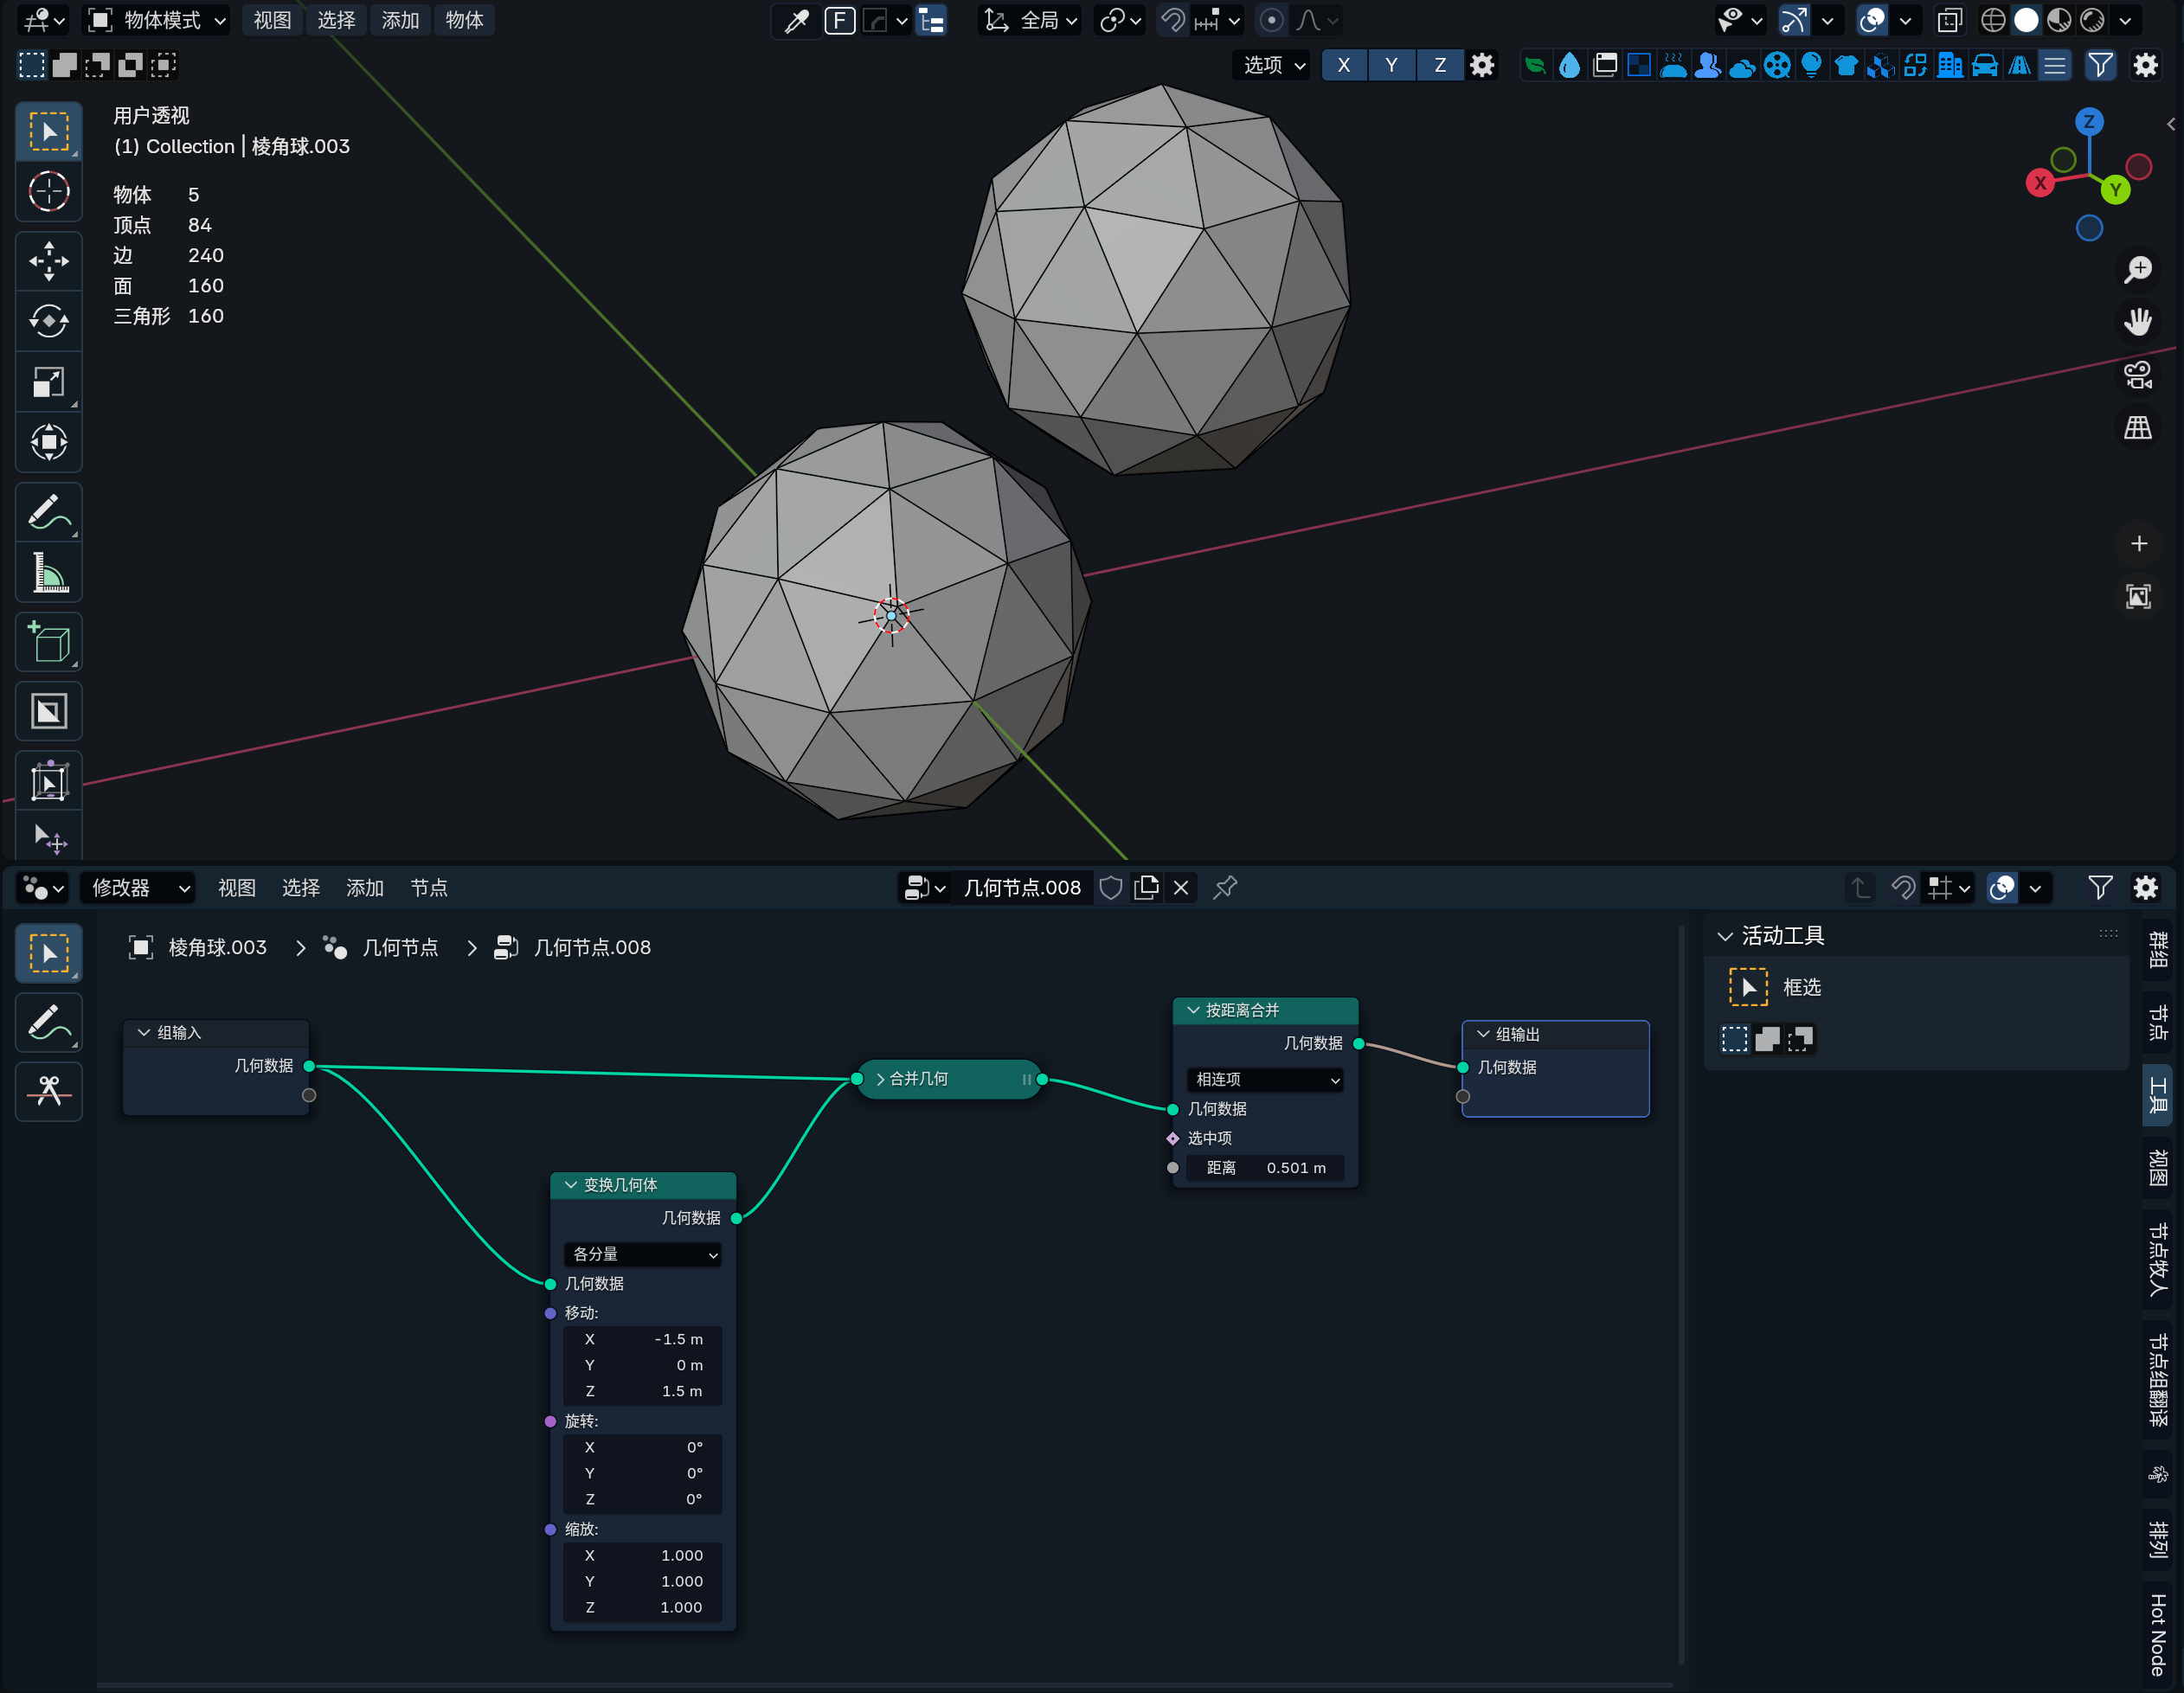 物体模式 视图 选择 添加 物体 F 全局
选项 X Y Z
用户透视
(1) Collection | 棱角球.003
物体 5
顶点 84
边 240
面 160
三角形 160
Z
X
Y
修改器 视图 选择 添加 节点 几何节点.008
棱角球.003 > 几何节点 > 几何节点.008
组输入
几何数据
合并几何
按距离合并
几何数据
相连项
几何数据
选中项
距离 0.501 m
组输出
几何数据
变换几何体
几何数据
各分量
几何数据
移动:
X -1.5 m
Y 0 m
Z 1.5 m
旋转:
X 0°
Y 0°
Z 0°
缩放:
X 1.000
Y 1.000
Z 1.000
活动工具
框选
群组
节点
工具
视图
节点牧人
节点组翻译
排列
Hot Node